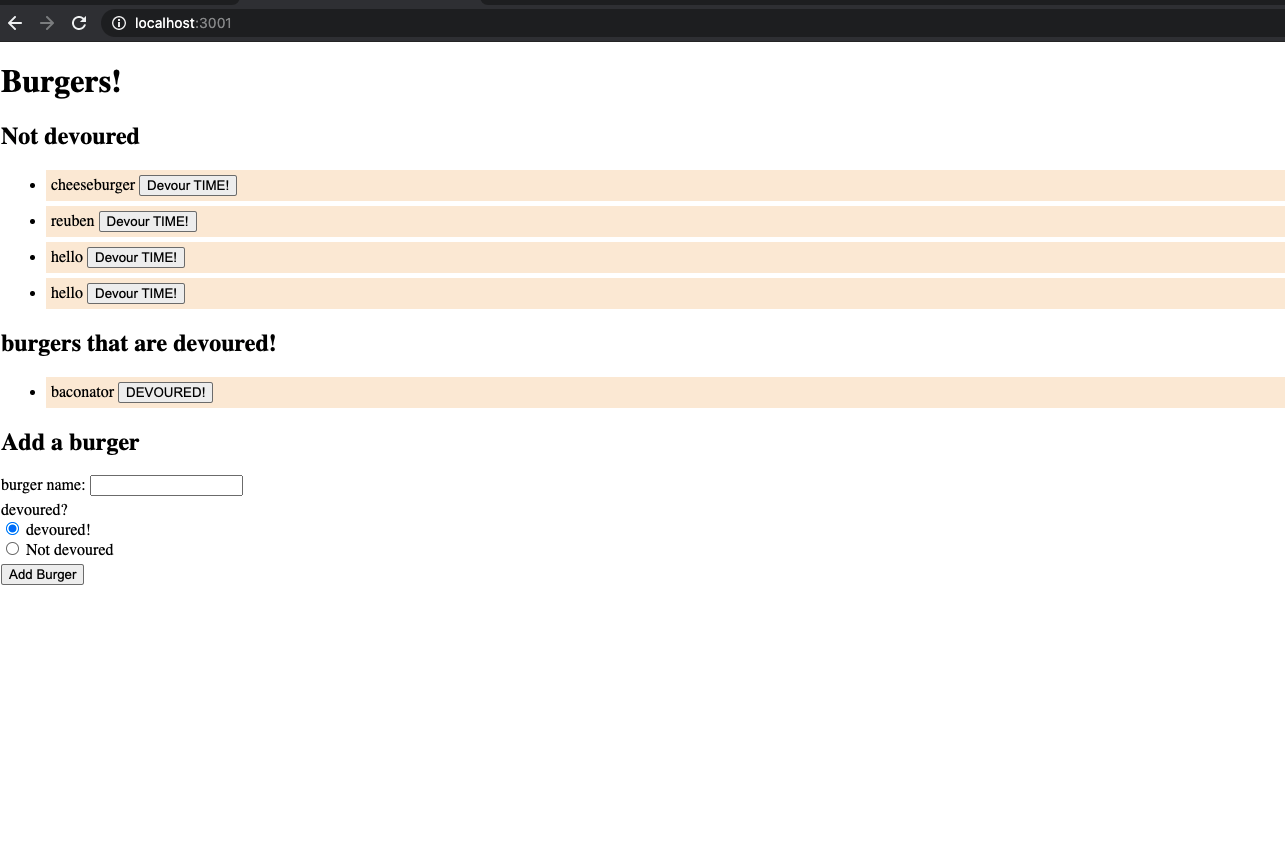 localhost:3001
Burgers!
Not devoured
cheeseburger Devour TIME!
reuben Devour TIME!
hello Devour TIME!
hello Devour TIME!
burgers that are devoured!
baconator DEVOURED!
Add a burger
burger name:
devoured?
devoured!
Not devoured
Add Burger